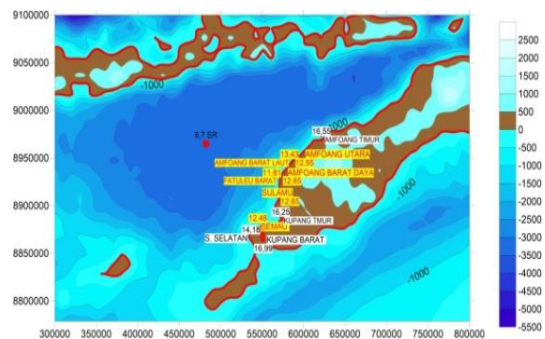 9100000
9050000
9000000
8950000
8900000
8850000
8800000
300000 350000 400000 450000 500000 550000 600000 650000 700000 750000 800000
-1000
6,7 SR
-1000
16,55
AMFOANG TIMUR
13,43 AMFOANG UTARA
AMFOANG BARAT LAUT 12,55
11,81 AMFOANG BARAT DAYA
FATULEU BARAT 12,65
SULAMU
12,65
16,25
12,48 KUPANG TMUR
14,18 SEMAU
S. SELATAN KUPANG BARAT
16,99
-1000
-1000
2500
2000
1500
1000
500
0
-500
-1000
-1500
-2000
-2500
-3000
-3500
-4000
-4500
-5000
-5500